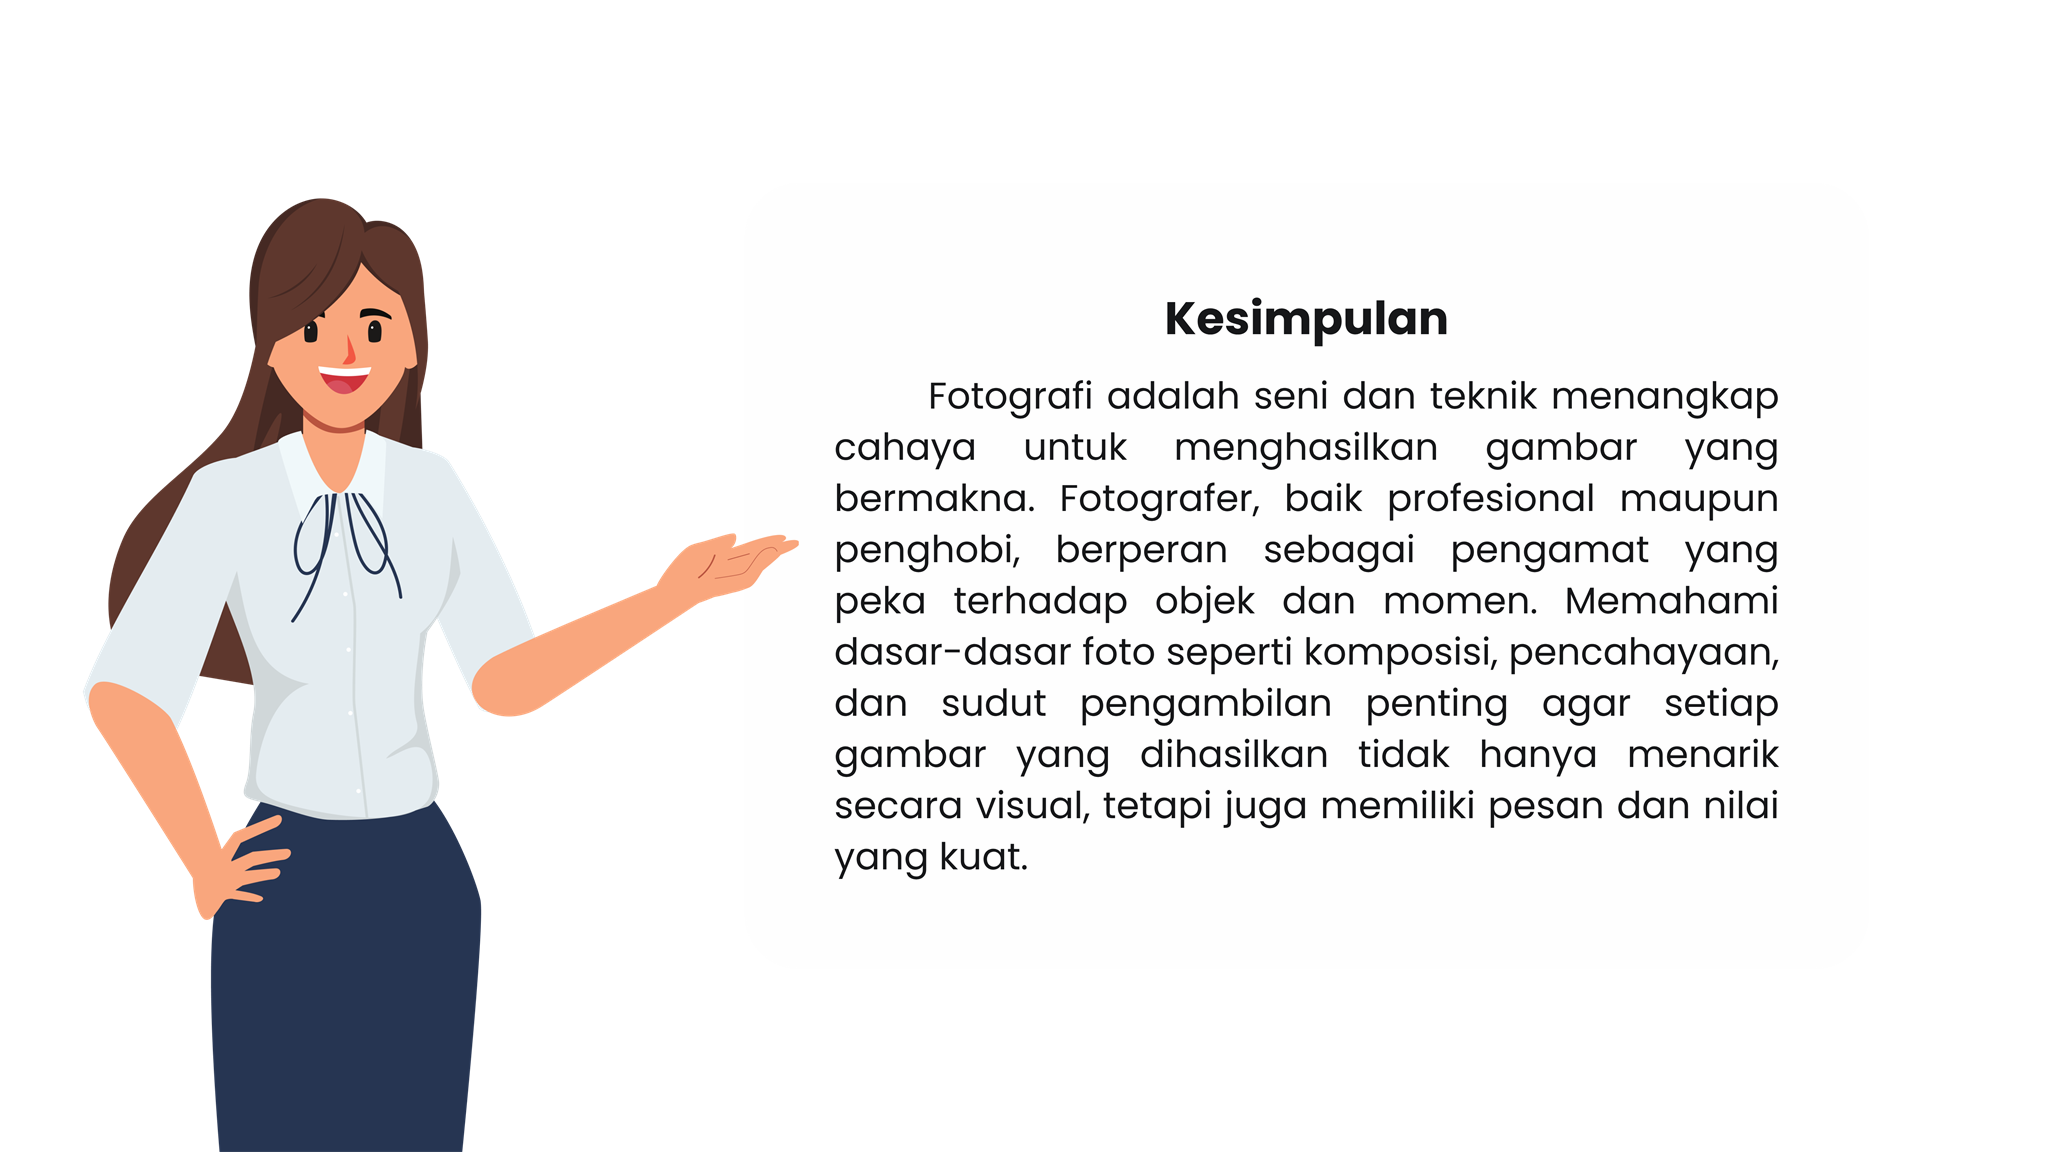 Kesimpulan
Fotografi adalah seni dan teknik menangkap
cahaya untuk menghasilkan gambar yang
bermakna. Fotografer, baik profesional maupun
penghobi, berperan sebagai pengamat yang
peka terhadap objek dan momen. Memahami
dasar-dasar foto seperti komposisi, pencahayaan,
dan sudut pengambilan penting agar setiap
gambar yang dihasilkan tidak hanya menarik
secara visual, tetapi juga memiliki pesan dan nilai
yang kuat.